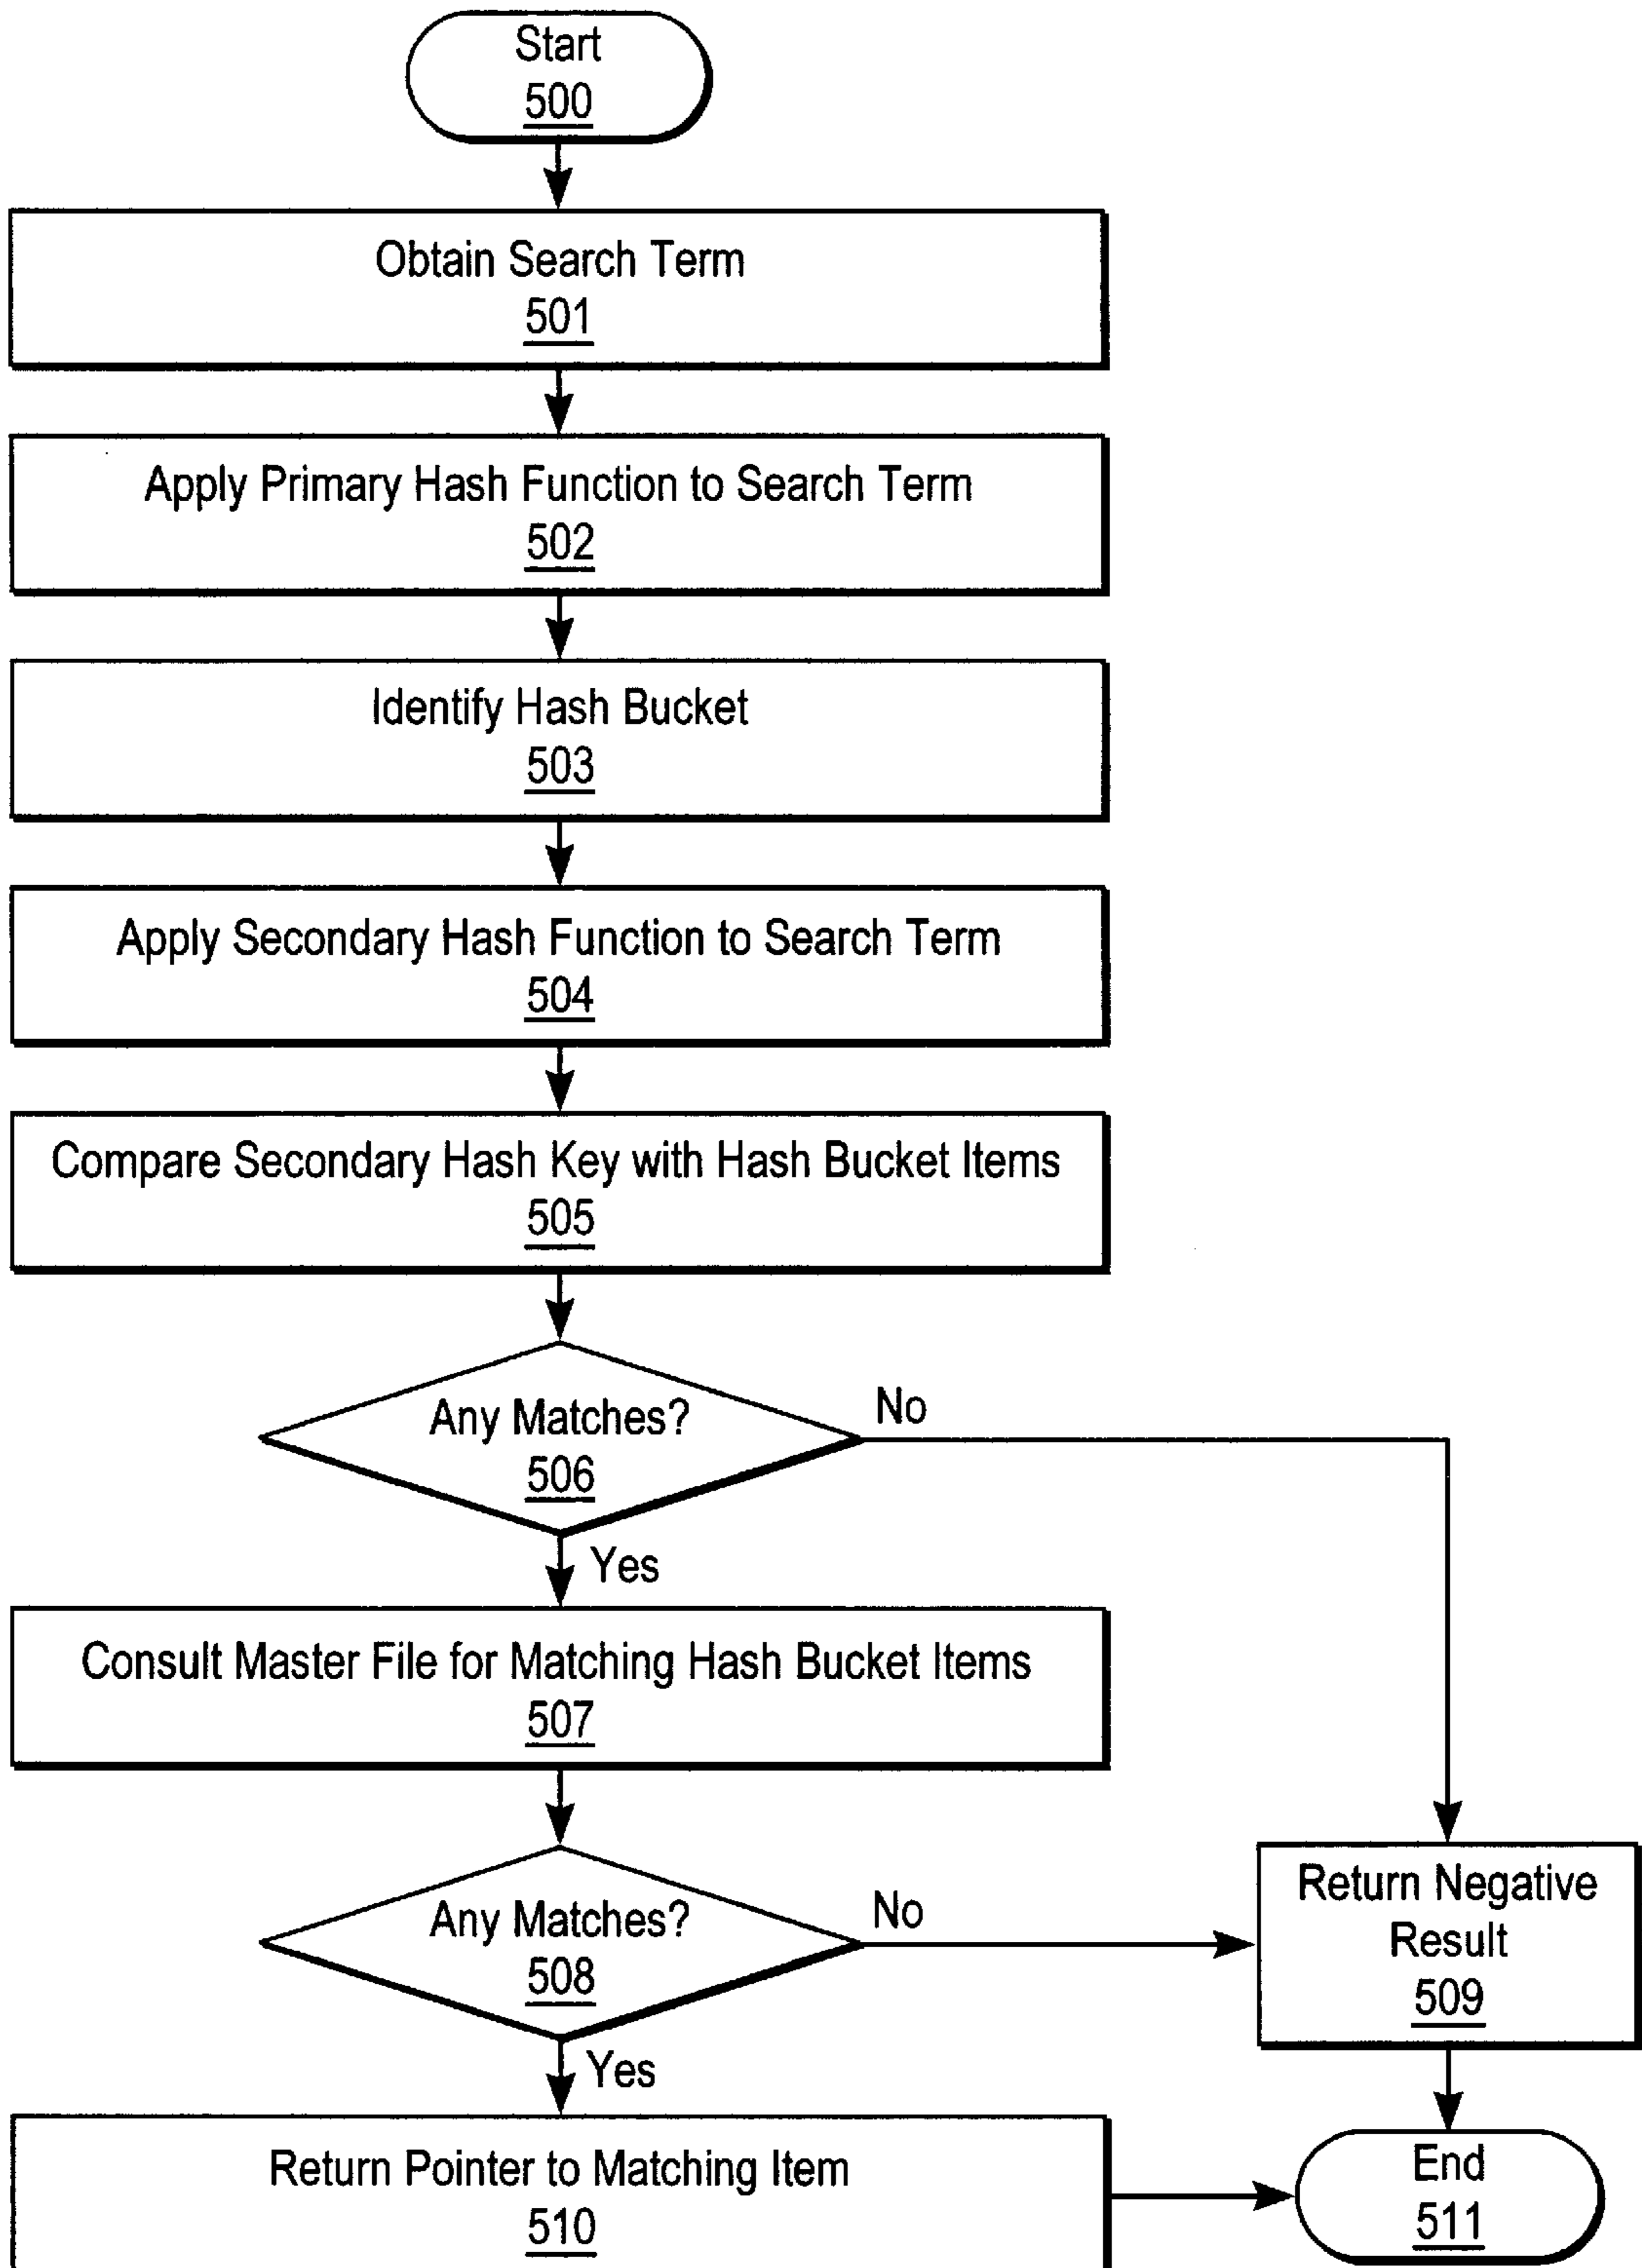 Start
500
Obtain Search Term
501
Apply Primary Hash Function to Search Term
502
Identify Hash Bucket
503
Apply Secondary Hash Function to Search Term
504
Compare Secondary Hash Key with Hash Bucket Items
505
Any Matches?
506
No
Yes
Consult Master File for Matching Hash Bucket Items
507
Any Matches?
508
No
Yes
Return Negative
Result
509
Return Pointer to Matching Item
510
End
511